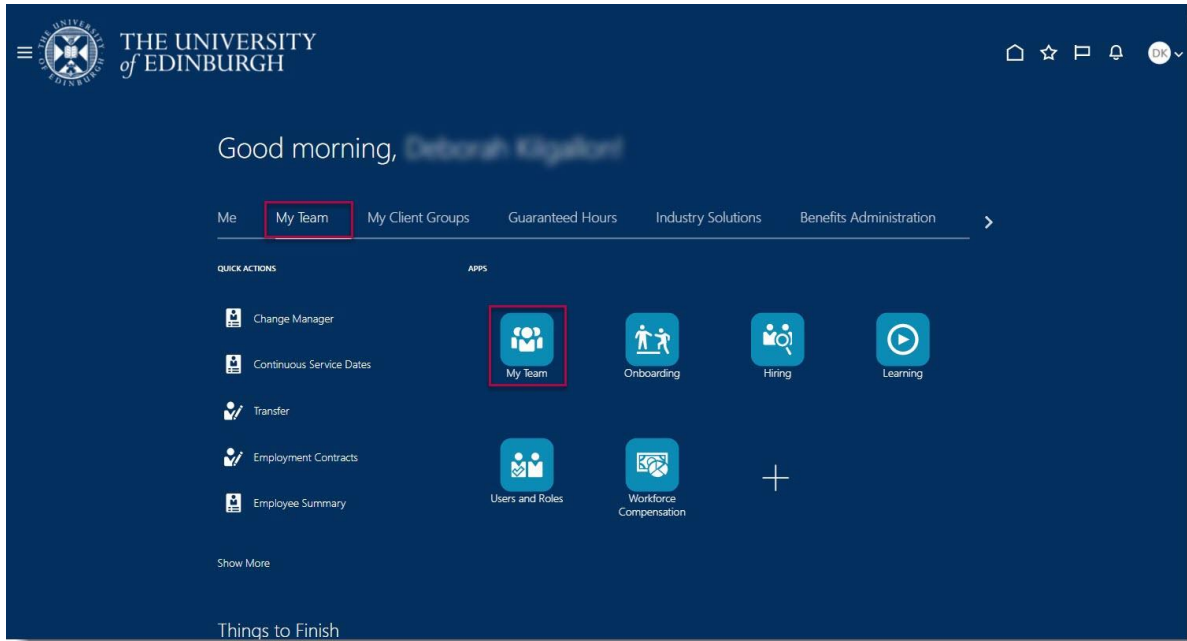 THE UNIVERSITY
of EDINBURGH
DK
Good morning,
Me My Team My Client Groups Guaranteed Hours Industry Solutions Benefits Administration
QUICK ACTIONS
APPS
Change Manager
Continuous Service Dates
Transfer
Employment Contracts
Employee Summary
Show More
My Team
Onboarding
Hiring
Learning
Users and Roles
Workforce
Compensation
Things to Finish